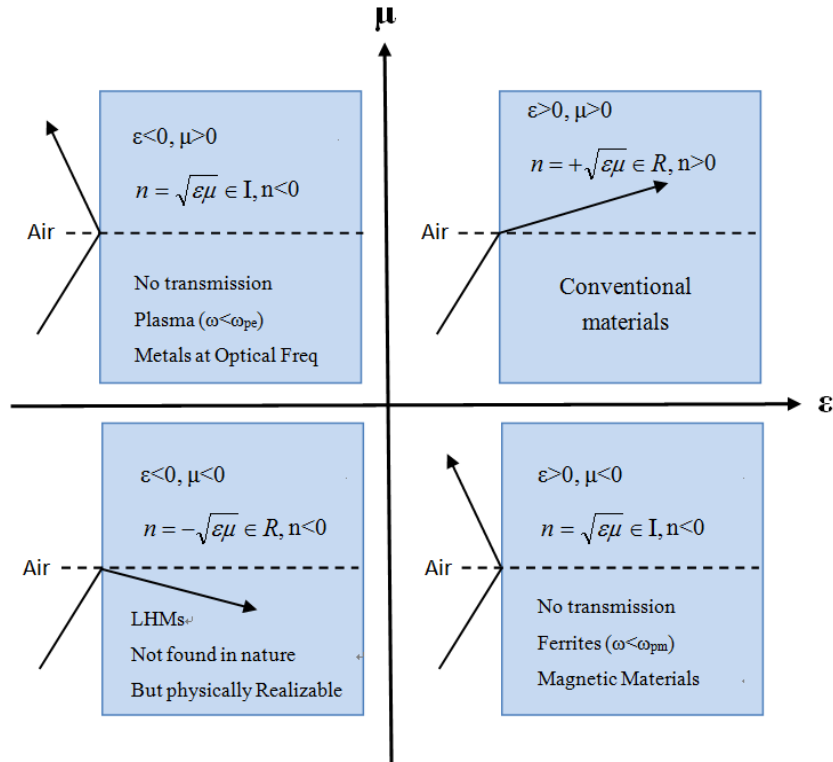 μ
ε<0, μ>0
n = √εμ ∈ I, n<0
Air
No transmission
Plasma (ω<ωpe)
Metals at Optical Freq
ε>0, μ>0
n = +√εμ ∈ R, n>0
Air
Conventional
materials
ε
ε<0, μ<0
n = −√εμ ∈ R, n<0
Air
LHMs
Not found in nature
But physically Realizable
ε>0, μ<0
n = √εμ ∈ I, n<0
Air
No transmission
Ferrites (ω<ωpm)
Magnetic Materials